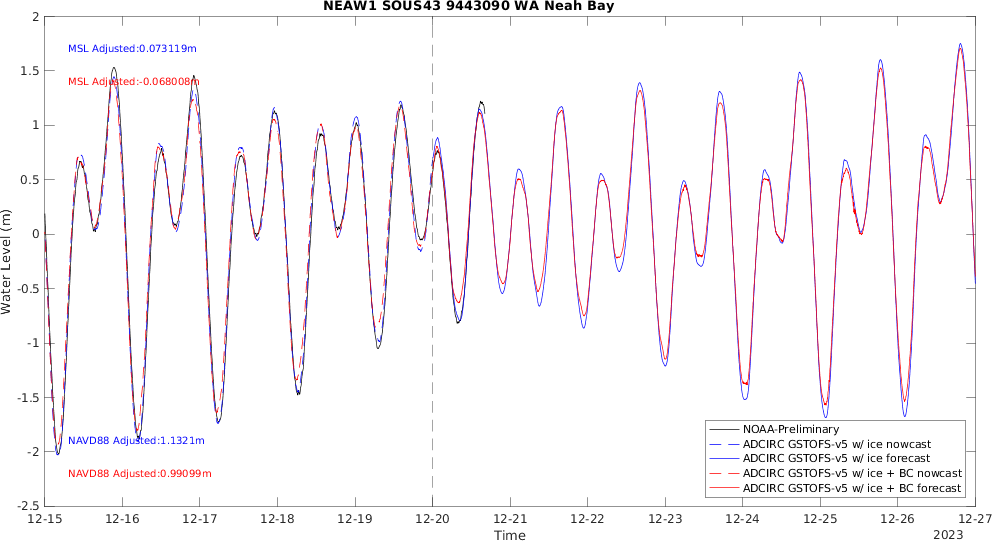 NEAW1 SOUS43 9443090 WA Neah Bay
MSL Adjusted:0.073119m
MSL Adjusted:-0.068008m
NAVD88 Adjusted:1.1321m
NAVD88 Adjusted:0.99099m
Water Level (m)
2
1.5
1
0.5
0
-0.5
-1
-1.5
-2
-2.5
NOAA-Preliminary
ADCIRC GSTOFS-v5 w/ ice nowcast
ADCIRC GSTOFS-v5 w/ ice forecast
ADCIRC GSTOFS-v5 w/ ice + BC nowcast
ADCIRC GSTOFS-v5 w/ ice + BC forecast
12-15 12-16 12-17 12-18 12-19 12-20 12-21 12-22 12-23 12-24 12-25 12-26 12-27
Time
2023